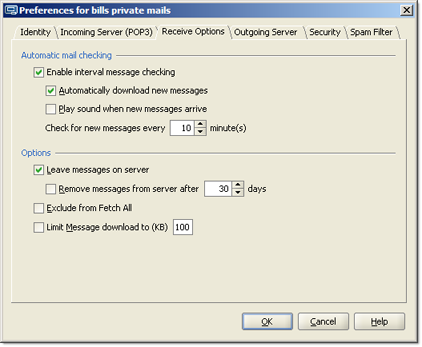 Preferences for bills private mails
Identity Incoming Server (POP3) Receive Options Outgoing Server Security Spam Filter
Automatic mail checking
Enable interval message checking
Automatically download new messages
Play sound when new messages arrive
Check for new messages every 10 minute(s)
Options
Leave messages on server
Remove messages from server after 30 days
Exclude from Fetch All
Limit Message download to (KB) 100
OK Cancel Help